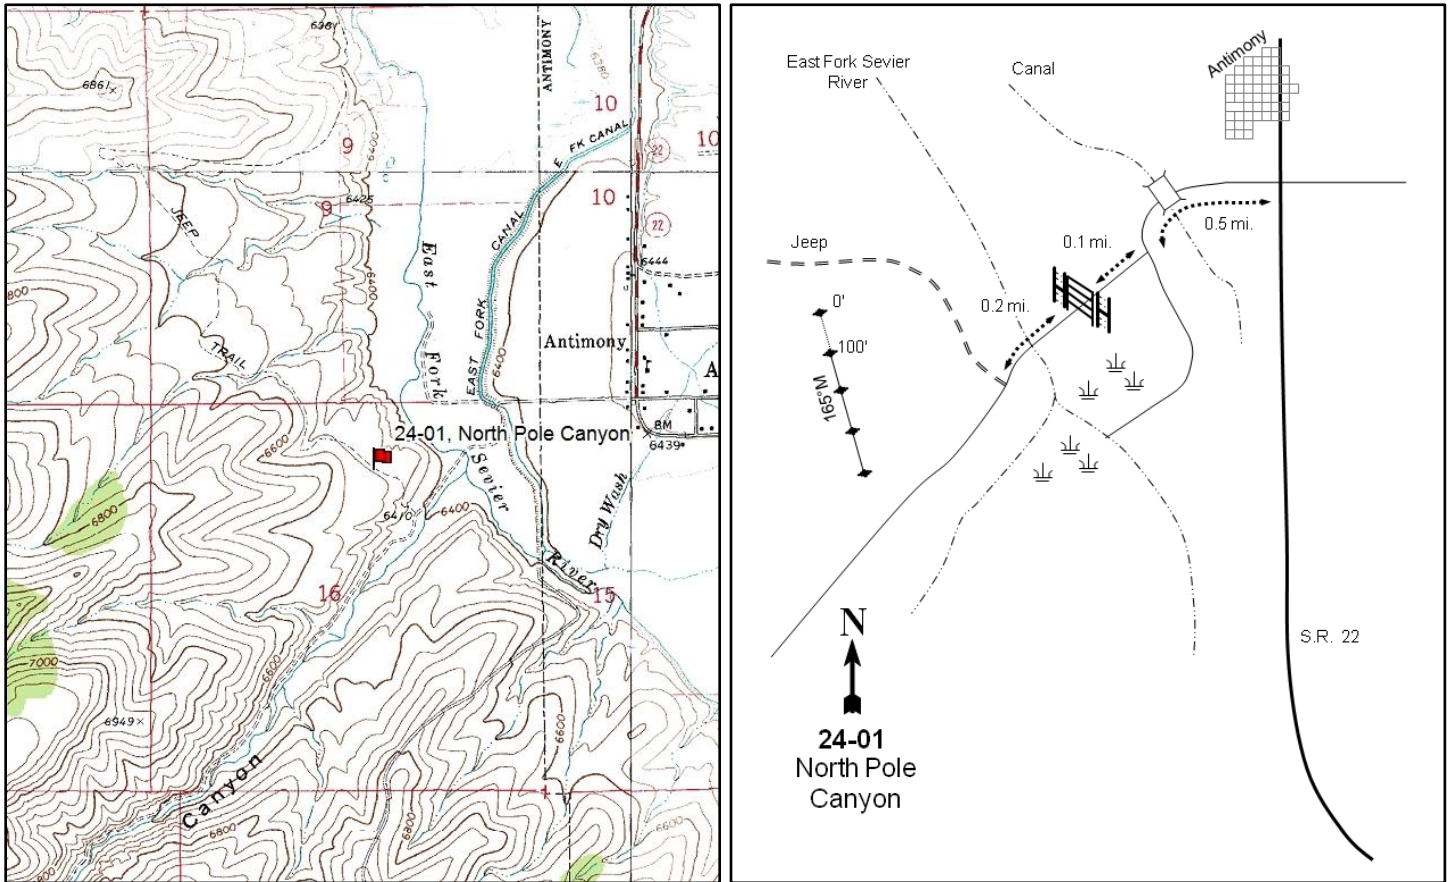 6381
ANTIMONY
6380
6861
10
9
6400
E FK CANAL
22
10
JEEP
9
6425
10
CANAL
22
East
6444
800
6400
EAST FORK
TRAIL
Fork
6400
Antimony
A
24-01, North Pole Canyon
BM
6439
6600
Sevier
6800
6410
6400
Dry Wash
River
16
15
7000
6600
6949
6600
Canyon
6800
6800
6600
800
East Fork Sevier
River
Canal
Antimony
0.5 mi.
0.1 mi.
Jeep
0.2 mi.
0'
100'
165°M
S.R. 22
N
24-01
North Pole
Canyon